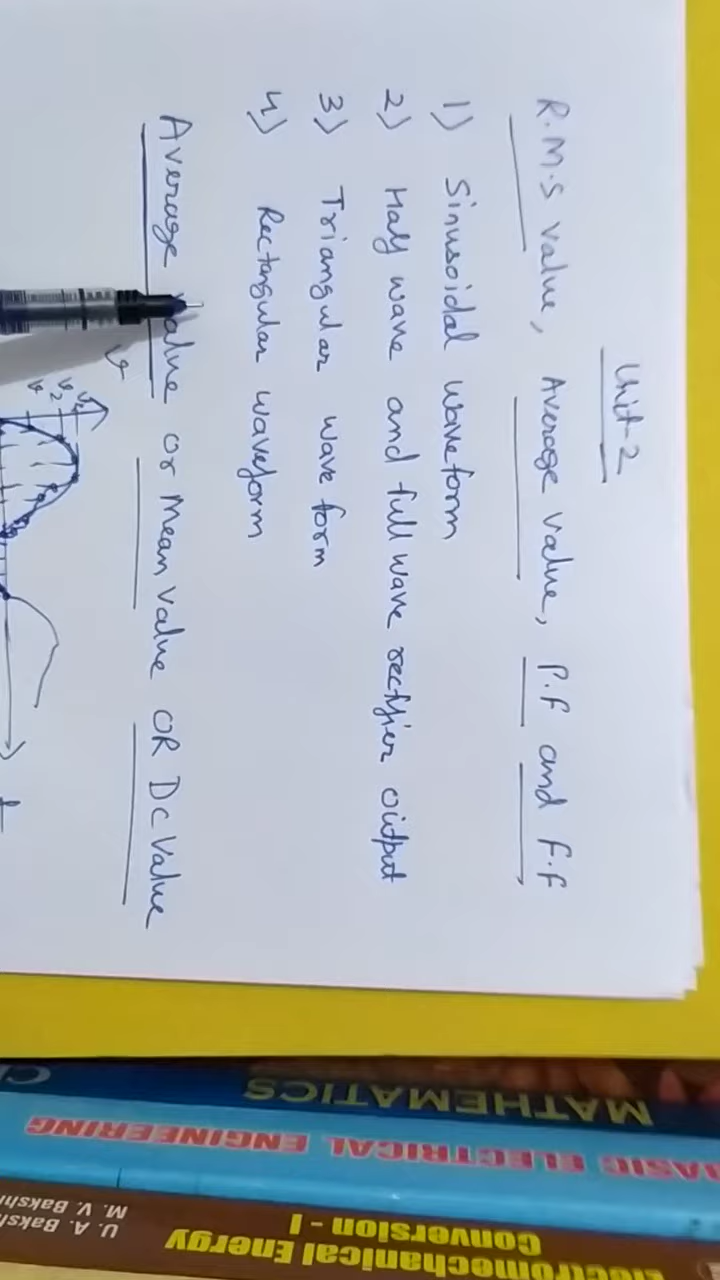 Unit-2
R.M.S value, Average value, P.F and F.F
1) Sinusoidal waveform
2) Half wave and full wave rectifier output
3) Triangular wave form
4) Rectangular waveform
Average value or Mean value OR DC value
v
v1
v2
t
MATHEMATICS
BASIC ELECTRICAL ENGINEERING
Electromechanical Energy
Conversion - I
U. A. Bakshi
M. V. Bakshi